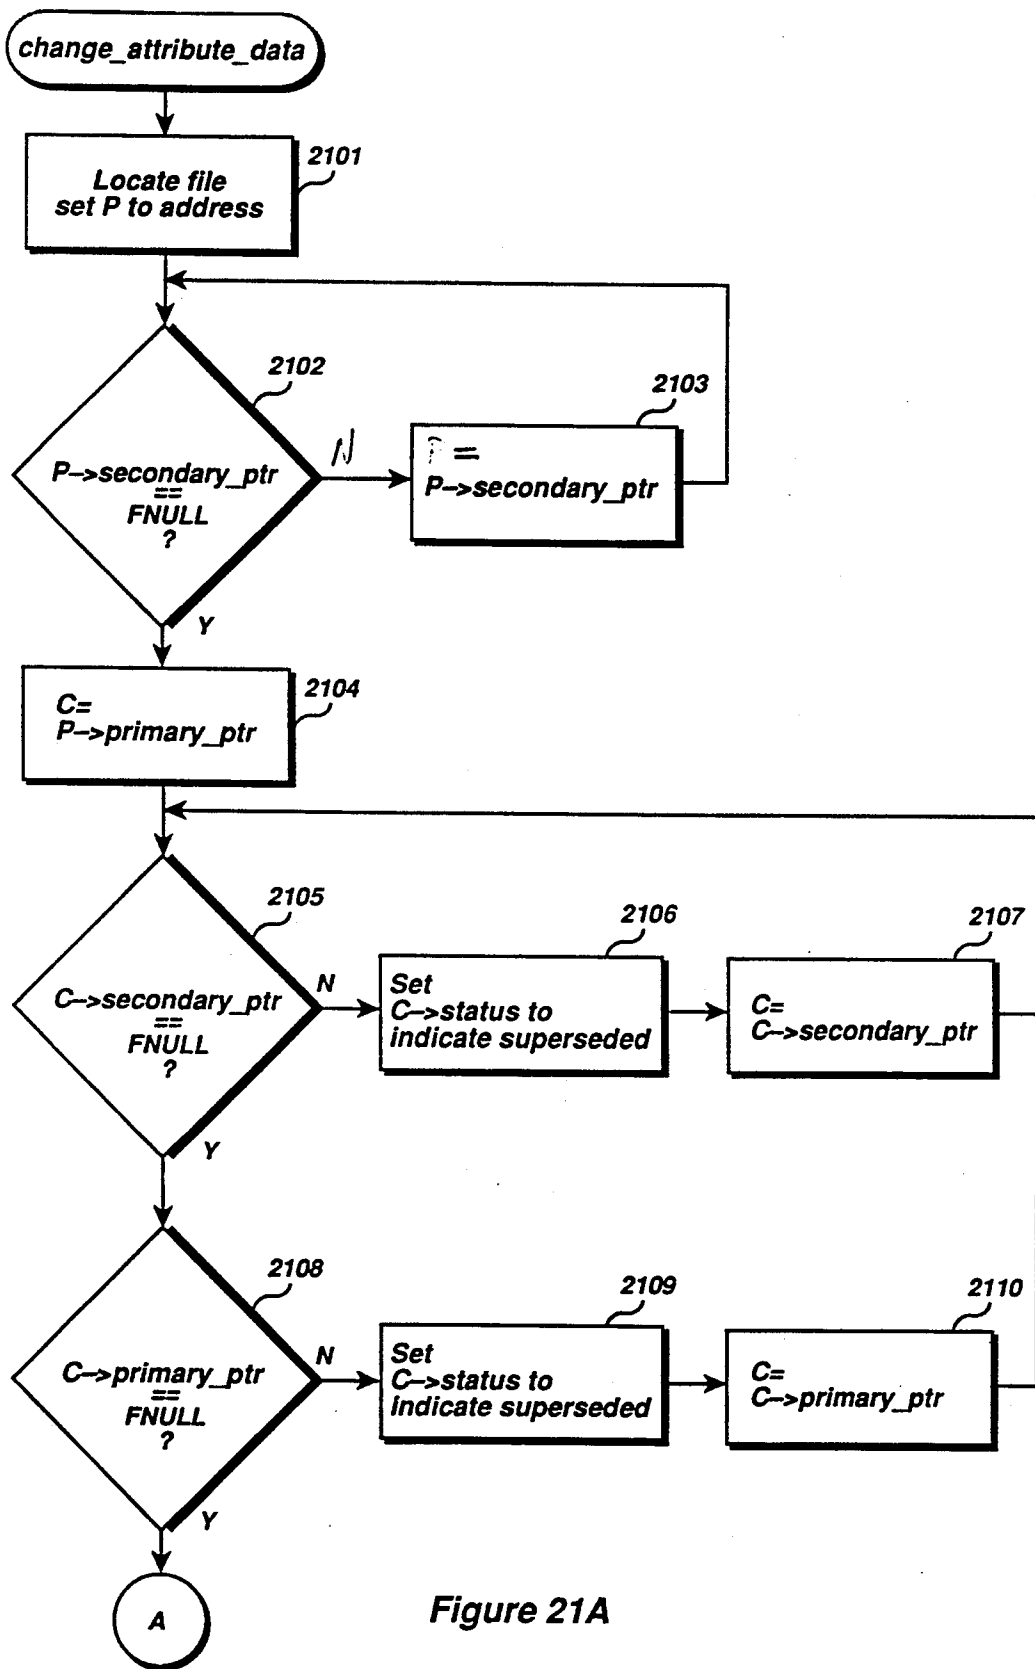 change_attribute_data
2101
Locate file
set P to address
2102
P->secondary_ptr
==
FNULL
?
N
2103
P =
P->secondary_ptr
Y
2104
C=
P->primary_ptr
2105
C->secondary_ptr
==
FNULL
?
N
2106
Set
C->status to
indicate superseded
2107
C=
C->secondary_ptr
Y
2108
C->primary_ptr
==
FNULL
?
N
2109
Set
C->status to
indicate superseded
2110
C=
C->primary_ptr
Y
A
Figure 21A